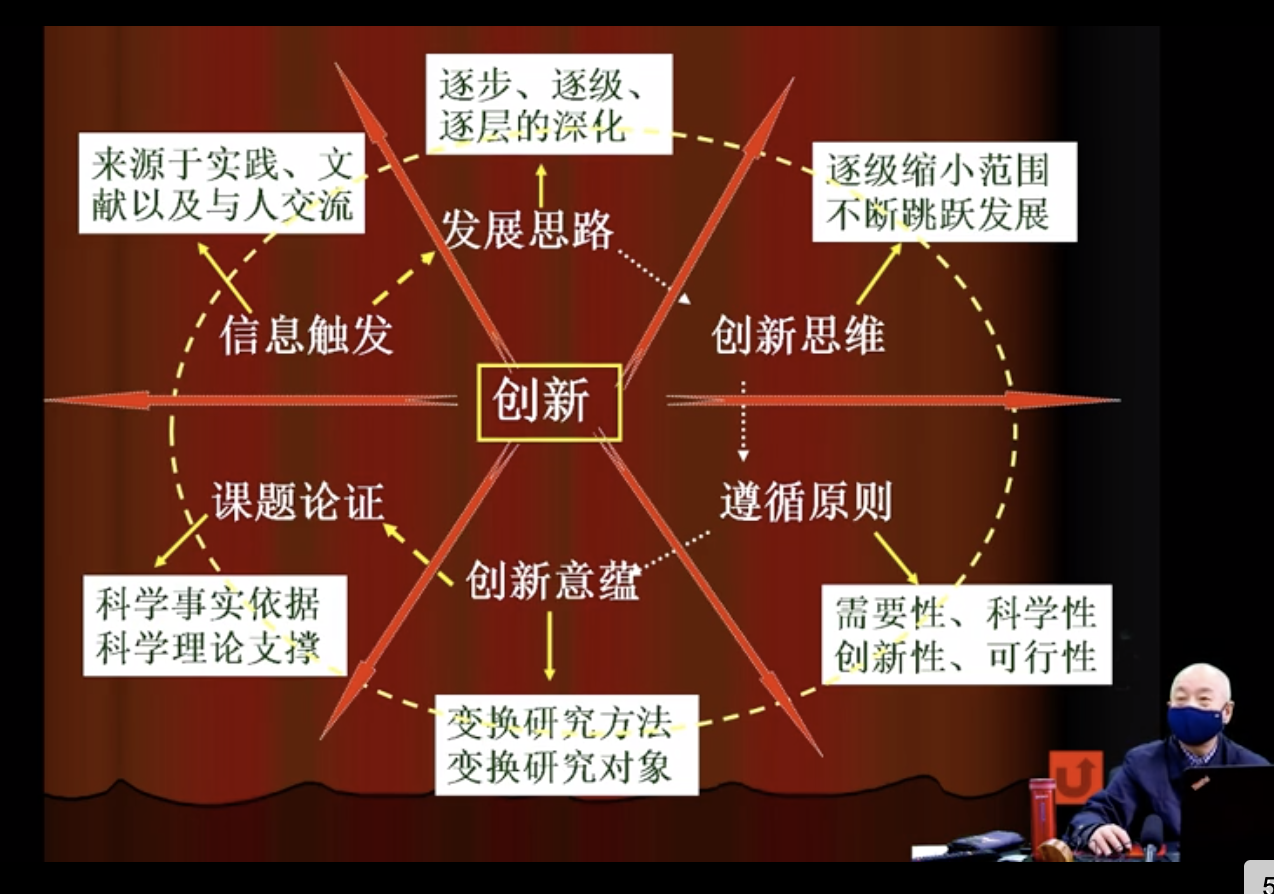 逐步、逐级、
逐层的深化
来源于实践、文
献以及与人交流
逐级缩小范围
不断跳跃发展
发展思路
信息触发
创新思维
创新
课题论证
遵循原则
创新意蕴
科学事实依据
科学理论支撑
需要性、科学性
创新性、可行性
变换研究方法
变换研究对象
5